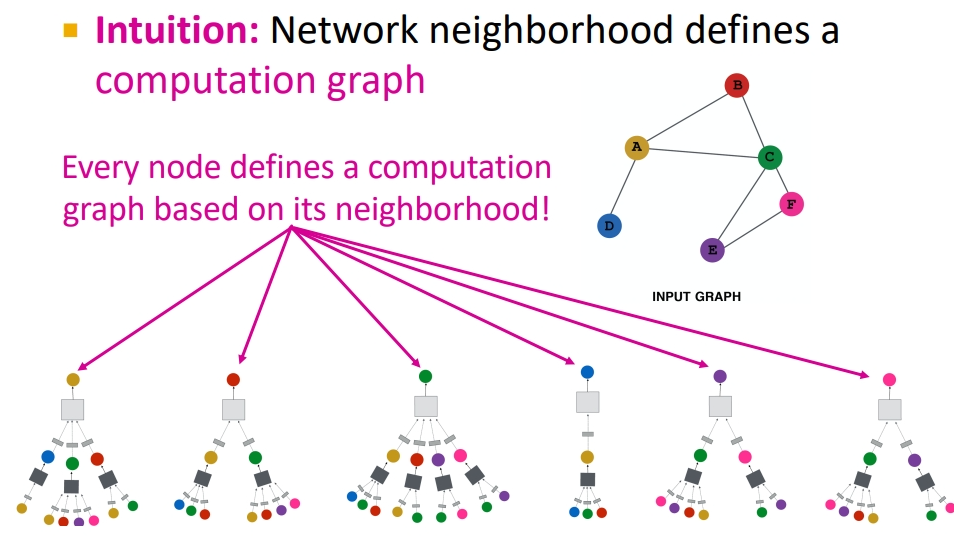 Intuition: Network neighborhood defines a
computation graph
Every node defines a computation
graph based on its neighborhood!
B
A
C
F
D
E
INPUT GRAPH